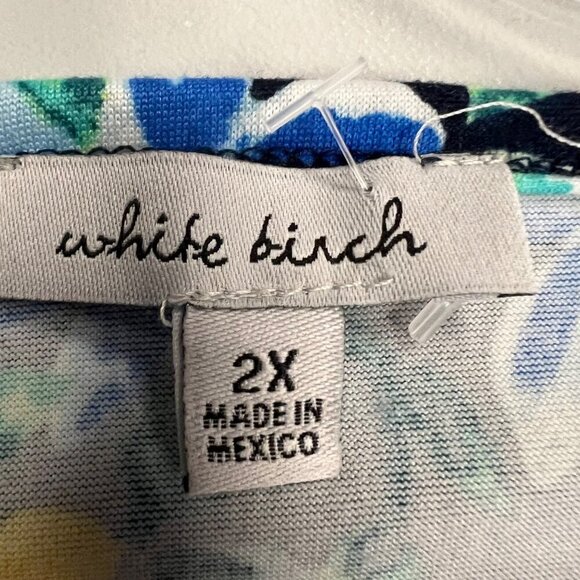 white birch
2X
MADE IN
MEXICO